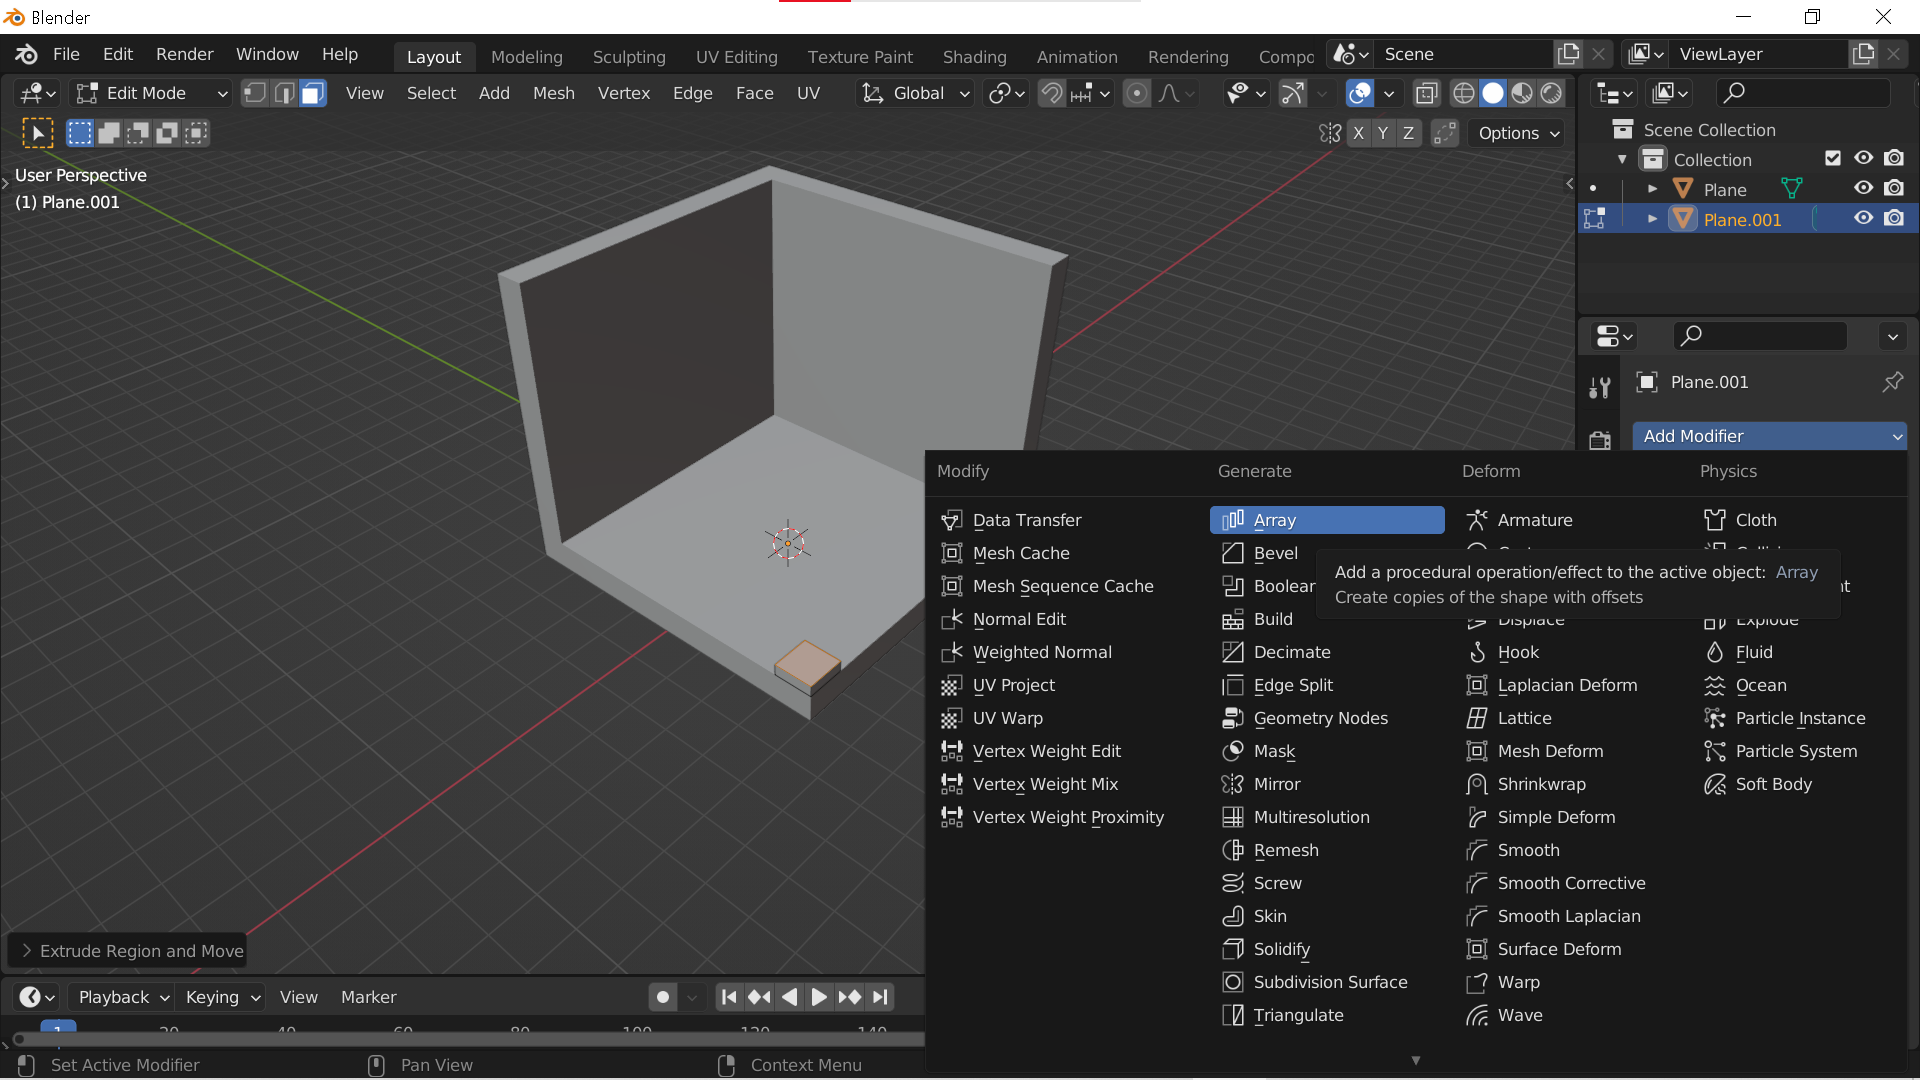 Blender
File Edit Render Window Help Layout Modeling Sculpting UV Editing Texture Paint Shading Animation Rendering Compo Scene ViewLayer
Edit Mode View Select Add Mesh Vertex Edge Face UV Global
X Y Z Options
User Perspective
(1) Plane.001
Scene Collection
Collection
Plane
Plane.001
Plane.001
Add Modifier
Modify Generate Deform Physics
Data Transfer Array Armature Cloth
Mesh Cache Bevel
Add a procedural operation/effect to the active object: Array
Mesh Sequence Cache Boolean
Create copies of the shape with offsets
Normal Edit Build Displace Explode
Weighted Normal Decimate Hook Fluid
UV Project Edge Split Laplacian Deform Ocean
UV Warp Geometry Nodes Lattice Particle Instance
Vertex Weight Edit Mask Mesh Deform Particle System
Vertex Weight Mix Mirror Shrinkwrap Soft Body
Vertex Weight Proximity Multiresolution Simple Deform
Remesh Smooth
Screw Smooth Corrective
Skin Smooth Laplacian
Solidify Surface Deform
Subdivision Surface Warp
Triangulate Wave
Extrude Region and Move
Playback Keying View Marker
1 20 40 60 80 100 120 140
Set Active Modifier Pan View Context Menu